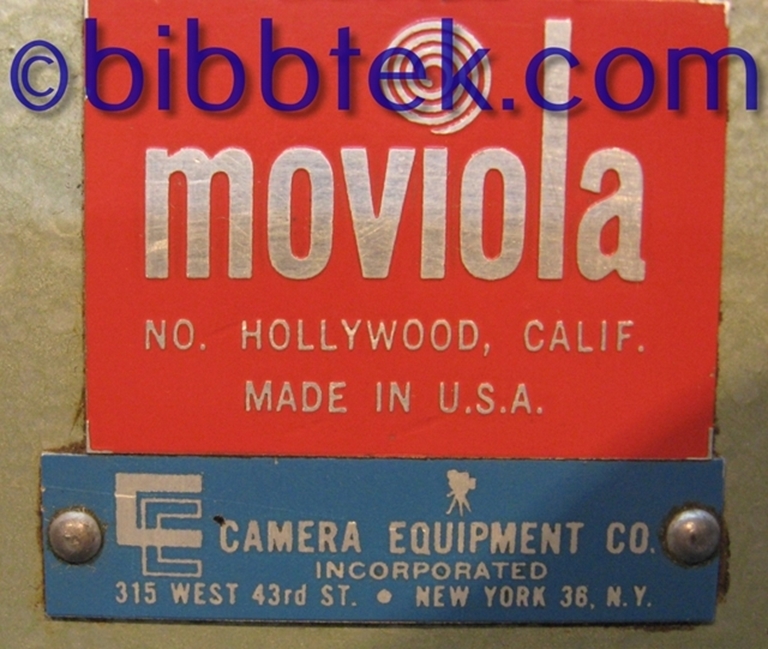 ©bibbtek.com
moviola
NO. HOLLYWOOD, CALIF.
MADE IN U.S.A.
CAMERA EQUIPMENT CO.
INCORPORATED
315 WEST 43rd ST. • NEW YORK 36, N.Y.